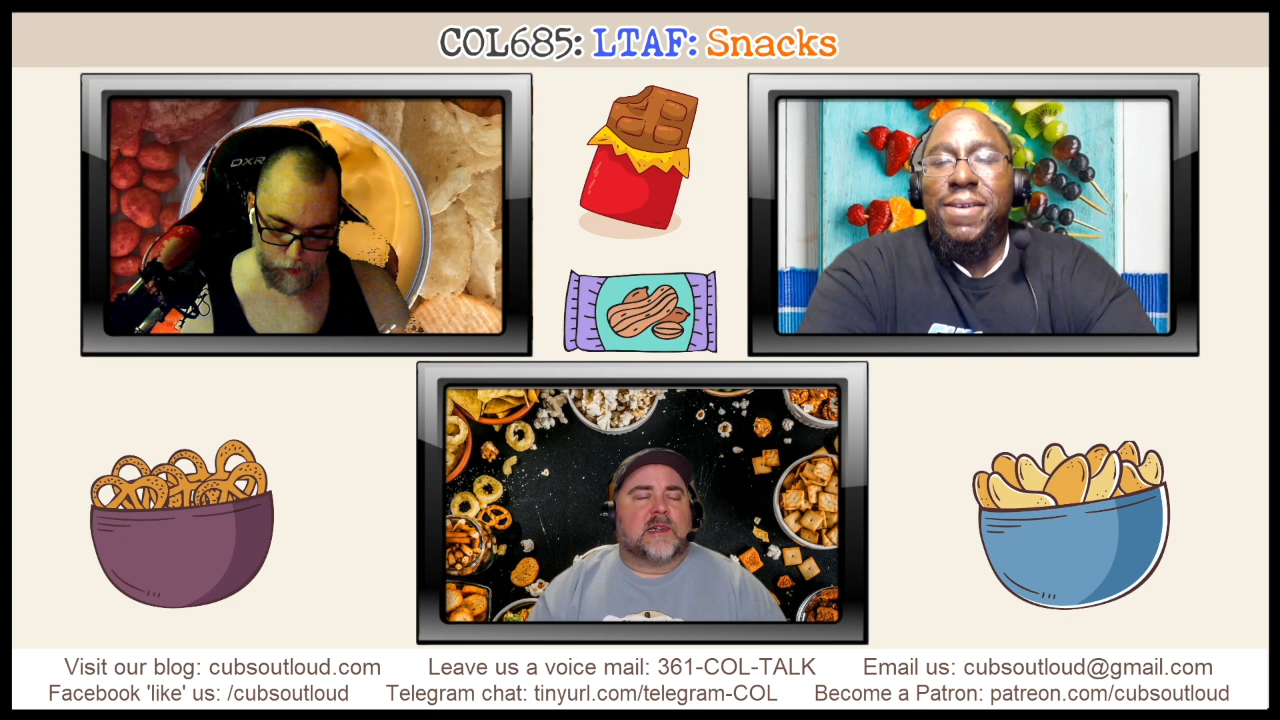 COL685: LTAF: Snacks
DXR
Visit our blog: cubsoutloud.com Leave us a voice mail: 361-COL-TALK Email us: cubsoutloud@gmail.com
Facebook 'like' us: /cubsoutloud Telegram chat: tinyurl.com/telegram-COL Become a Patron: patreon.com/cubsoutloud